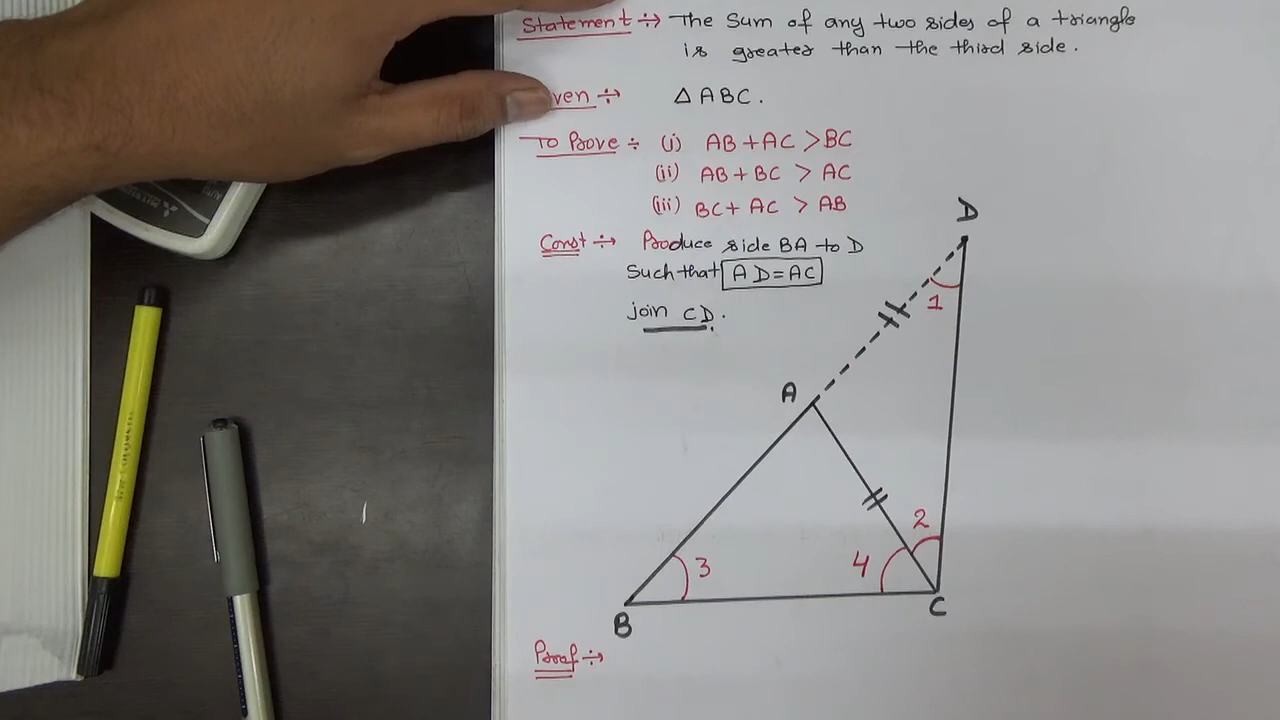 Statement ÷> The sum of any two sides of a triangle
is greater than the third side.
ven ÷> △ ABC.
To Prove ÷ (i) AB + AC > BC
(ii) AB + BC > AC
(iii) BC + AC > AB
Const ÷> Produce side BA to D
Such that AD = AC
join CD.
D
1
A
2
3
4
B
C
Proof ÷>